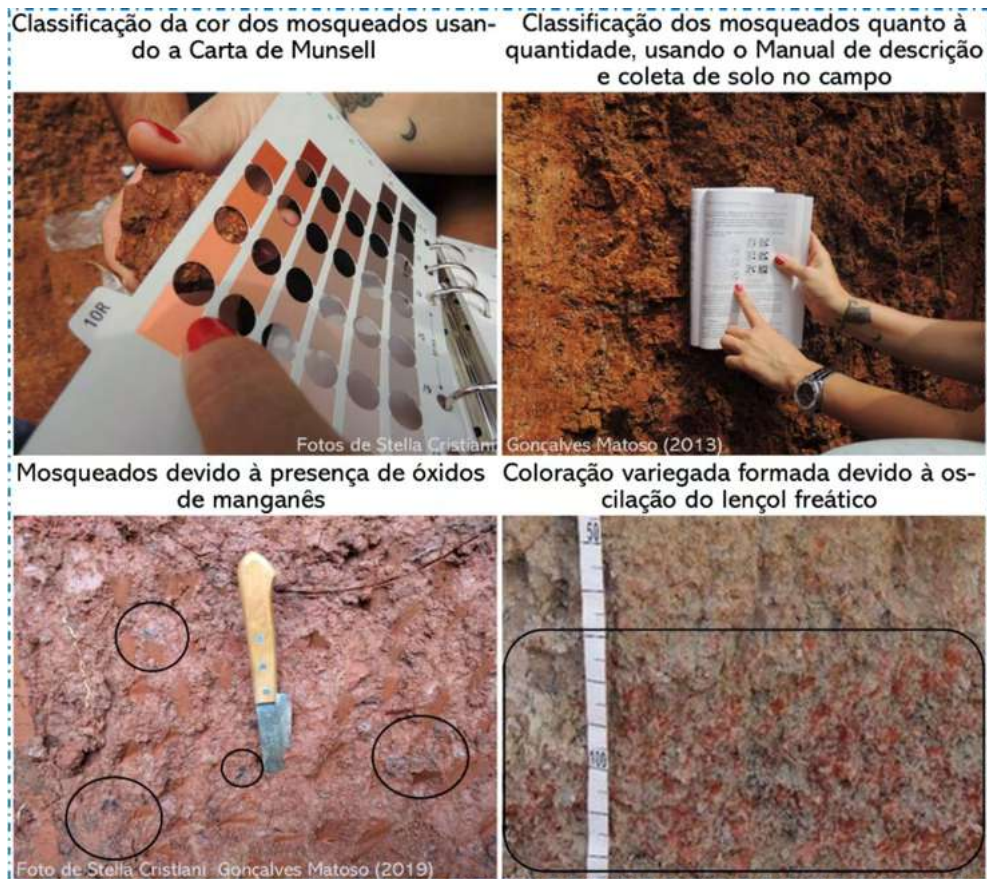 Classificação da cor dos mosqueados usan-
do a Carta de Munsell
Classificação dos mosqueados quanto à
quantidade, usando o Manual de descrição
e coleta de solo no campo
10R
Fotos de Stella Cristiani Gonçalves Matoso (2013)
Mosqueados devido à presença de óxidos
de manganês
Coloração variegada formada devido à os-
cilação do lençol freático
50
100
Foto de Stella Cristiani Gonçalves Matoso (2019)